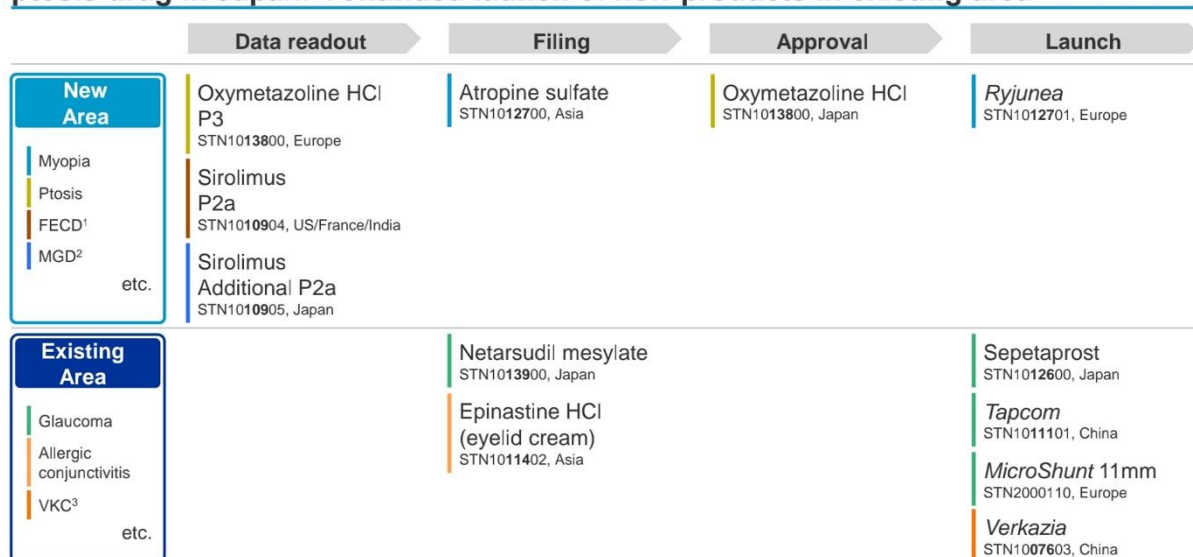 Data readout
Filing
Approval
Launch
New
Area
Myopia
Ptosis
FECD¹
MGD²
etc.
Oxymetazoline HCl
P3
STN1013800, Europe
Sirolimus
P2a
STN1010904, US/France/India
Sirolimus
Additional P2a
STN1010905, Japan
Atropine sulfate
STN1012700, Asia
Oxymetazoline HCl
STN1013800, Japan
Ryjunea
STN1012701, Europe
Existing
Area
Glaucoma
Allergic
conjunctivitis
VKC³
etc.
Netarsudil mesylate
STN1013900, Japan
Epinastine HCl
(eyelid cream)
STN1011402, Asia
Sepetaprost
STN1012600, Japan
Tapcom
STN1011101, China
MicroShunt 11mm
STN2000110, Europe
Verkazia
STN1007603, China